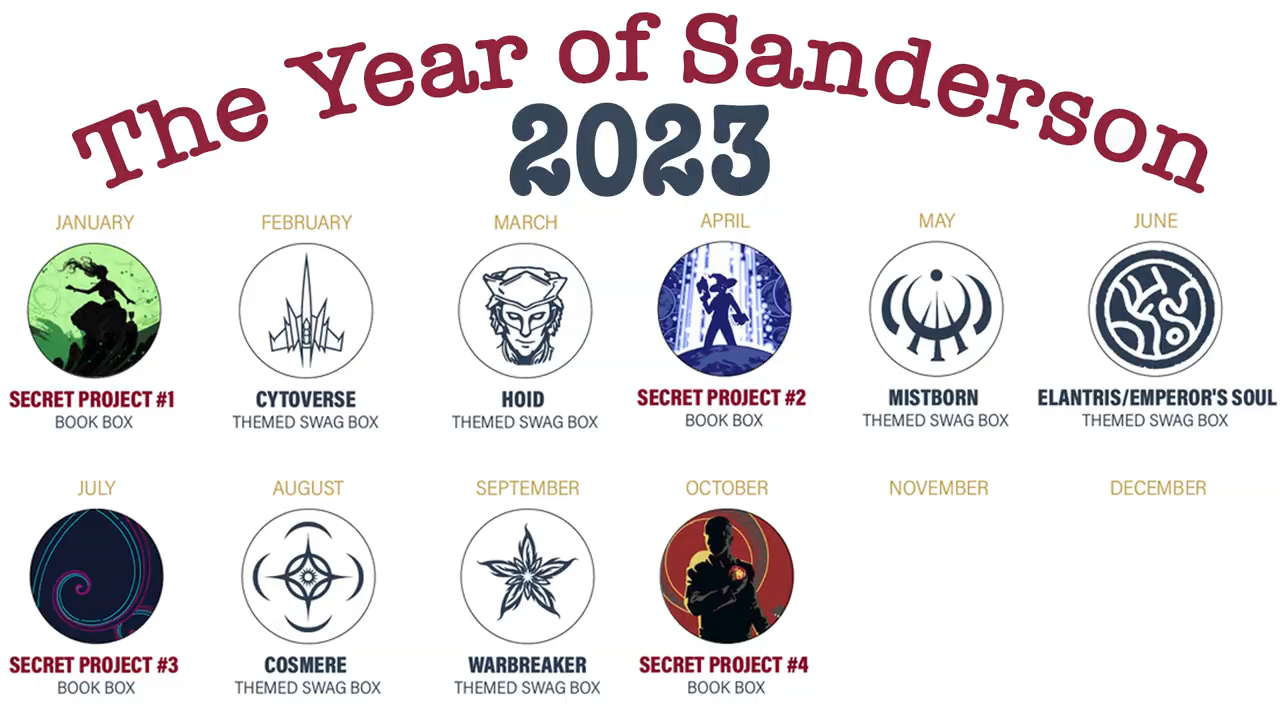 The Year of Sanderson
2023
JANUARY
SECRET PROJECT #1
BOOK BOX
FEBRUARY
CYTOVERSE
THEMED SWAG BOX
MARCH
HOID
THEMED SWAG BOX
APRIL
SECRET PROJECT #2
BOOK BOX
MAY
MISTBORN
THEMED SWAG BOX
JUNE
ELANTRIS/EMPEROR'S SOUL
THEMED SWAG BOX
JULY
SECRET PROJECT #3
BOOK BOX
AUGUST
COSMERE
THEMED SWAG BOX
SEPTEMBER
WARBREAKER
THEMED SWAG BOX
OCTOBER
SECRET PROJECT #4
BOOK BOX
NOVEMBER
DECEMBER